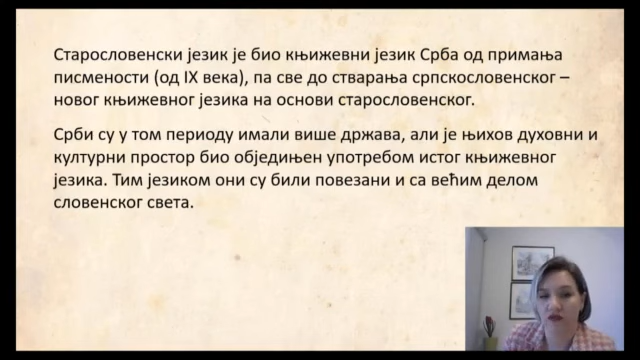 Старословенски језик је био књижевни језик Срба од примања
писмености (од IX века), па све до стварања српскословенског –
новог књижевног језика на основи старословенског.
Срби су у том периоду имали више држава, али је њихов духовни и
културни простор био обједињен употребом истог књижевног
језика. Тим језиком они су били повезани и са већим делом
словенског света.